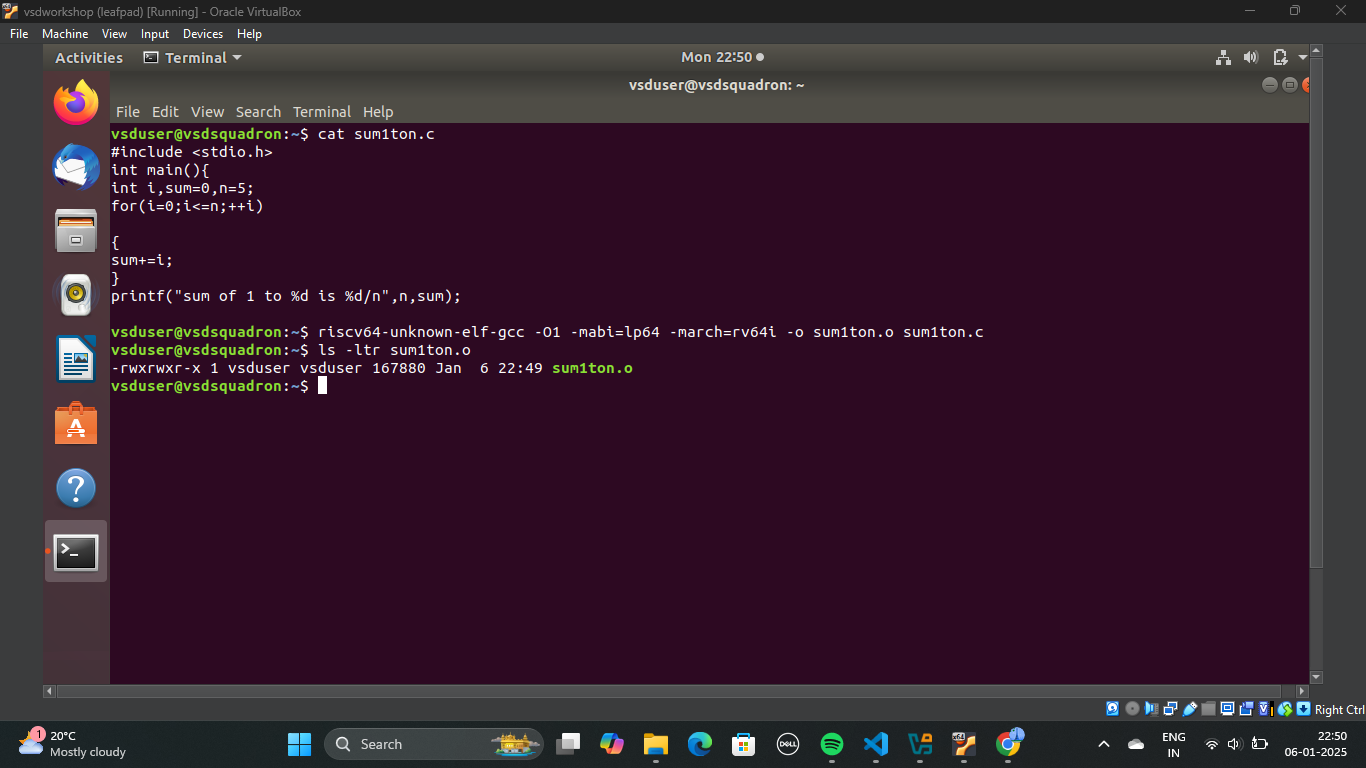 vsdworkshop (leafpad) [Running] - Oracle VirtualBox
File Machine View Input Devices Help
Activities Terminal Mon 22:50
vsduser@vsdsquadron: ~
File Edit View Search Terminal Help
vsduser@vsdsquadron:~$ cat sum1ton.c
#include <stdio.h>
int main(){
int i,sum=0,n=5;
for(i=0;i<=n;++i)
{
sum+=i;
}
printf("sum of 1 to %d is %d/n",n,sum);
vsduser@vsdsquadron:~$ riscv64-unknown-elf-gcc -O1 -mabi=lp64 -march=rv64i -o sum1ton.o sum1ton.c
vsduser@vsdsquadron:~$ ls -ltr sum1ton.o
-rwxrwxr-x 1 vsduser vsduser 167880 Jan  6 22:49 sum1ton.o
vsduser@vsdsquadron:~$
Right Ctrl
1
20°C
Mostly cloudy
Search
DELL
x64
1
ENG
IN
22:50
06-01-2025